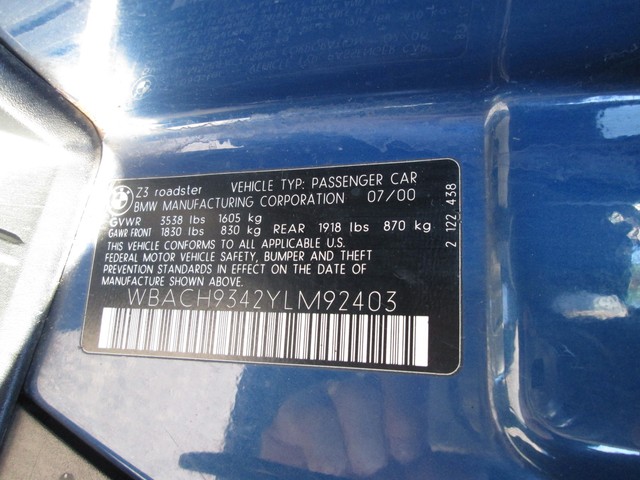 Z3 roadster VEHICLE TYP: PASSENGER CAR
BMW MANUFACTURING CORPORATION 07/00
GVWR 3538 lbs 1605 kg
GAWR FRONT 1830 lbs 830 kg REAR 1918 lbs 870 kg
THIS VEHICLE CONFORMS TO ALL APPLICABLE U.S.
FEDERAL MOTOR VEHICLE SAFETY, BUMPER AND THEFT
PREVENTION STANDARDS IN EFFECT ON THE DATE OF
MANUFACTURE SHOWN ABOVE.
WBACH9342YLM92403
2 122 438